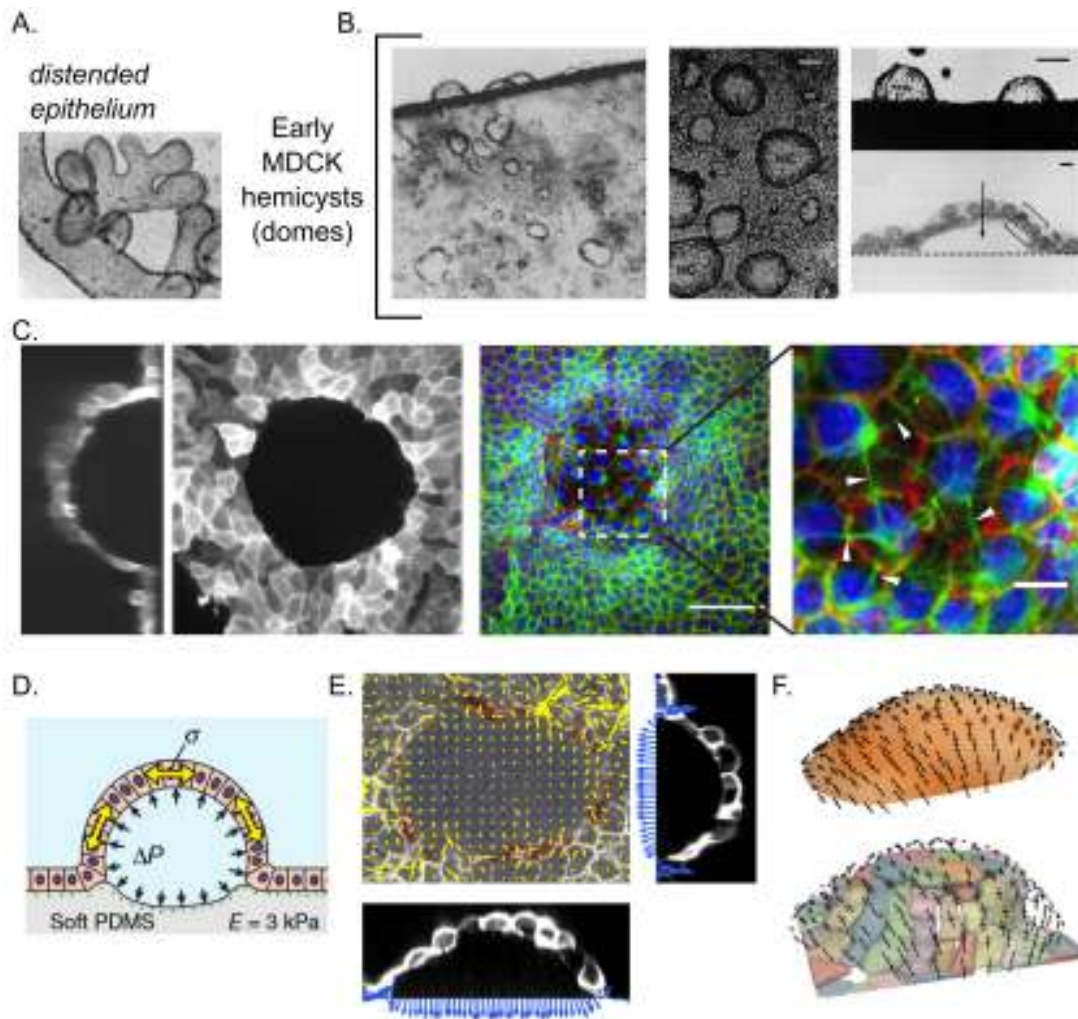 A.
distended
epithelium
B.
Early
MDCK
hemicysts
(domes)
C.
D.
σ
ΔP
Soft PDMS
E = 3 kPa
E.
F.